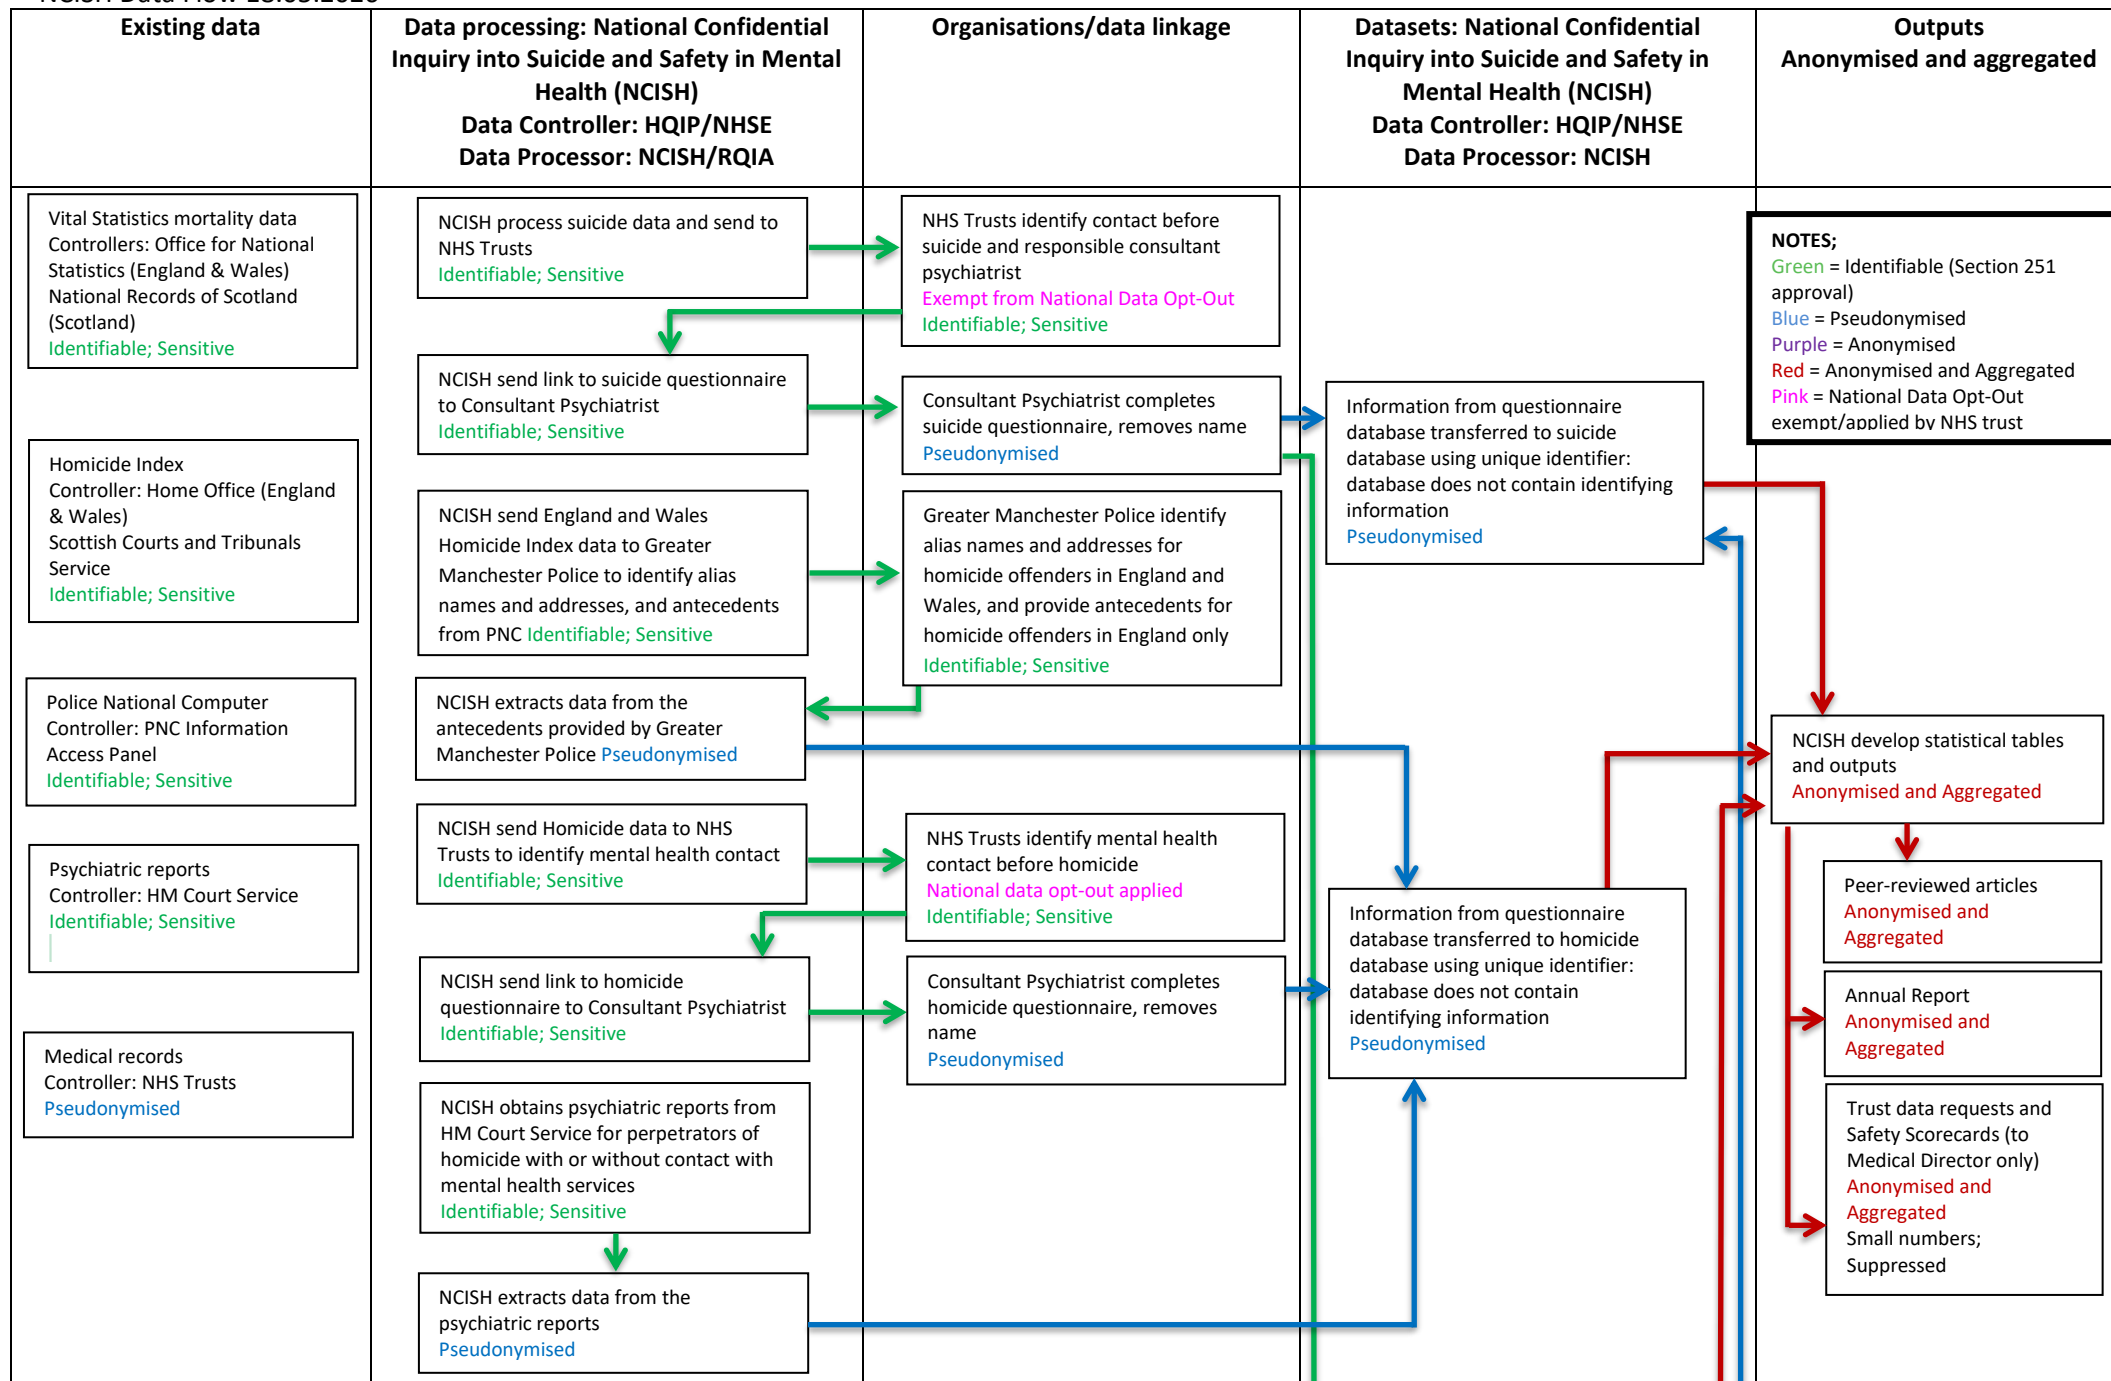 Existing data
Data processing: National Confidential
Inquiry into Suicide and Safety in Mental
Health (NCISH)
Data Controller: HQIP/NHSE
Data Processor: NCISH/RQIA
Organisations/data linkage
Datasets: National Confidential
Inquiry into Suicide and Safety in
Mental Health (NCISH)
Data Controller: HQIP/NHSE
Data Processor: NCISH
Outputs
Anonymised and aggregated
Vital Statistics mortality data
Controllers: Office for National
Statistics (England & Wales)
National Records of Scotland
(Scotland)
Identifiable; Sensitive
Homicide Index
Controller: Home Office (England
& Wales)
Scottish Courts and Tribunals
Service
Identifiable; Sensitive
Police National Computer
Controller: PNC Information
Access Panel
Identifiable; Sensitive
Psychiatric reports
Controller: HM Court Service
Identifiable; Sensitive
Medical records
Controller: NHS Trusts
Pseudonymised
NCISH process suicide data and send to
NHS Trusts
Identifiable; Sensitive
NCISH send link to suicide questionnaire
to Consultant Psychiatrist
Identifiable; Sensitive
NCISH send England and Wales
Homicide Index data to Greater
Manchester Police to identify alias
names and addresses, and antecedents
from PNC Identifiable; Sensitive
NCISH extracts data from the
antecedents provided by Greater
Manchester Police Pseudonymised
NCISH send Homicide data to NHS
Trusts to identify mental health contact
Identifiable; Sensitive
NCISH send link to homicide
questionnaire to Consultant Psychiatrist
Identifiable; Sensitive
NCISH obtains psychiatric reports from
HM Court Service for perpetrators of
homicide with or without contact with
mental health services
Identifiable; Sensitive
NCISH extracts data from the
psychiatric reports
Pseudonymised
NHS Trusts identify contact before
suicide and responsible consultant
psychiatrist
Exempt from National Data Opt-Out
Identifiable; Sensitive
Consultant Psychiatrist completes
suicide questionnaire, removes name
Pseudonymised
Greater Manchester Police identify
alias names and addresses for
homicide offenders in England and
Wales, and provide antecedents for
homicide offenders in England only
Identifiable; Sensitive
NHS Trusts identify mental health
contact before homicide
National data opt-out applied
Identifiable; Sensitive
Consultant Psychiatrist completes
homicide questionnaire, removes
name
Pseudonymised
Information from questionnaire
database transferred to suicide
database using unique identifier:
database does not contain identifying
information
Pseudonymised
Information from questionnaire
database transferred to homicide
database using unique identifier:
database does not contain
identifying information
Pseudonymised
NOTES;
Green = Identifiable (Section 251
approval)
Blue = Pseudonymised
Purple = Anonymised
Red = Anonymised and Aggregated
Pink = National Data Opt-Out
exempt/applied by NHS trust
NCISH develop statistical tables
and outputs
Anonymised and Aggregated
Peer-reviewed articles
Anonymised and
Aggregated
Annual Report
Anonymised and
Aggregated
Trust data requests and
Safety Scorecards (to
Medical Director only)
Anonymised and
Aggregated
Small numbers;
Suppressed